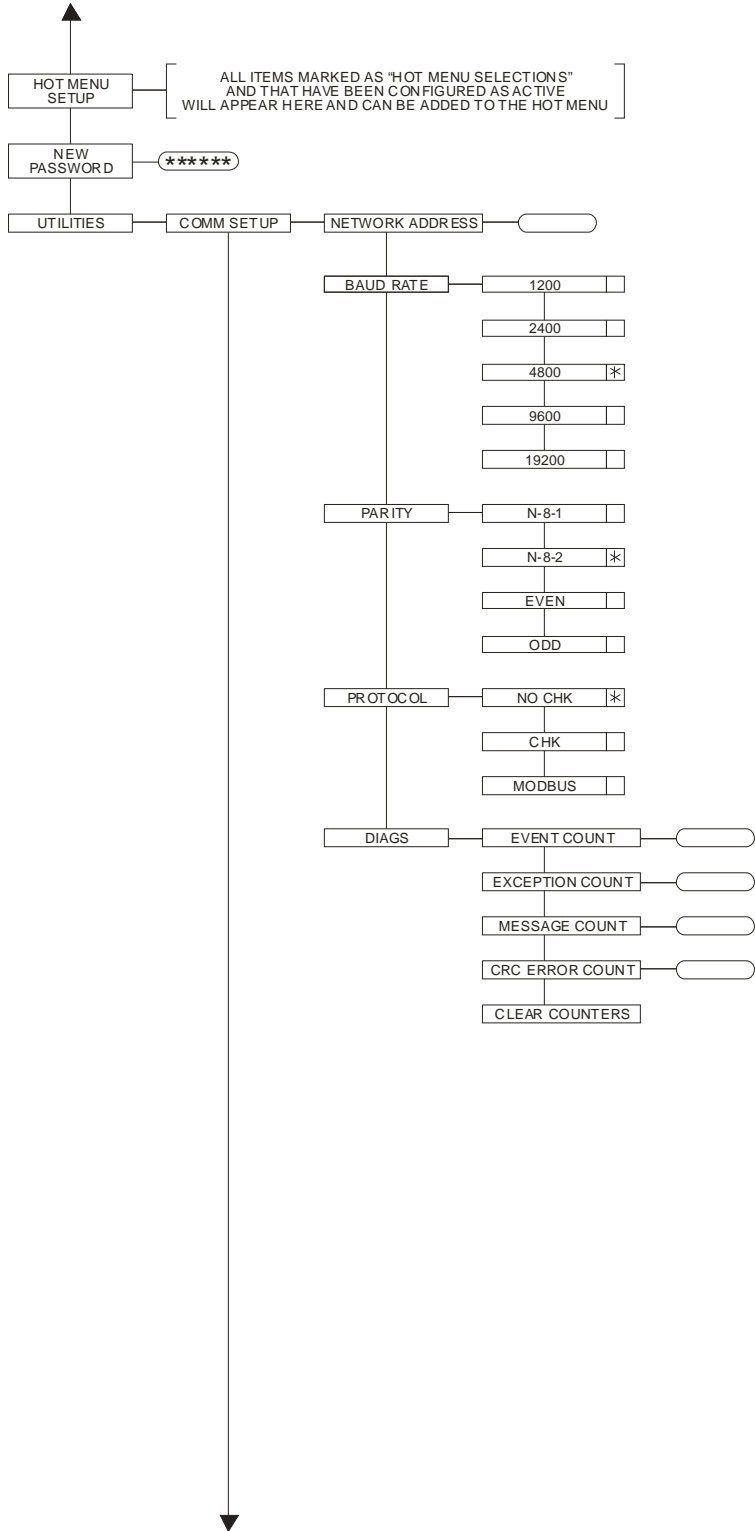 HOT MENU
SETUP
ALL ITEMS MARKED AS “HOT MENU SELECTIONS”
AND THAT HAVE BEEN CONFIGURED AS ACTIVE
WILL APPEAR HERE AND CAN BE ADDED TO THE HOT MENU
NEW
PASSWORD
******
UTILITIES
COMM SETUP
NETWORK ADDRESS
BAUD RATE
1200
2400
4800 *
9600
19200
PARITY
N-8-1
N-8-2 *
EVEN
ODD
PROTOCOL
NO CHK *
CHK
MODBUS
DIAGS
EVENT COUNT
EXCEPTION COUNT
MESSAGE COUNT
CRC ERROR COUNT
CLEAR COUNTERS